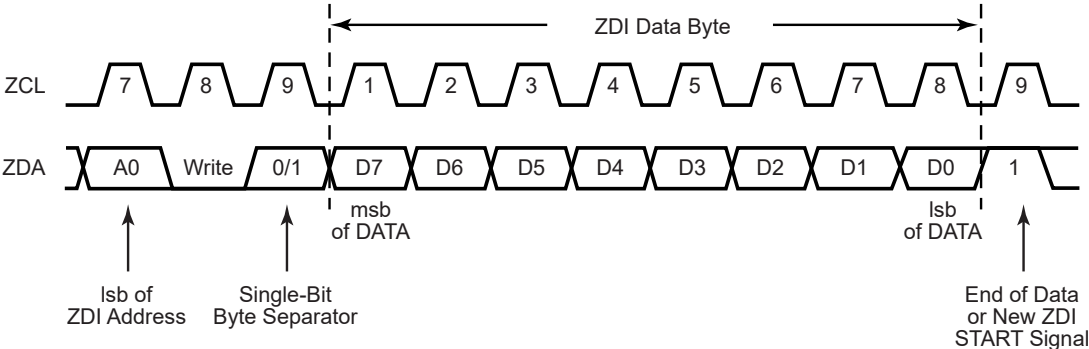 ZDI Data Byte
ZCL 7 8 9 1 2 3 4 5 6 7 8 9
ZDA A0 Write 0/1 D7 D6 D5 D4 D3 D2 D1 D0 1
msb
of DATA
lsb
of DATA
lsb of
ZDI Address
Single-Bit
Byte Separator
End of Data
or New ZDI
START Signal